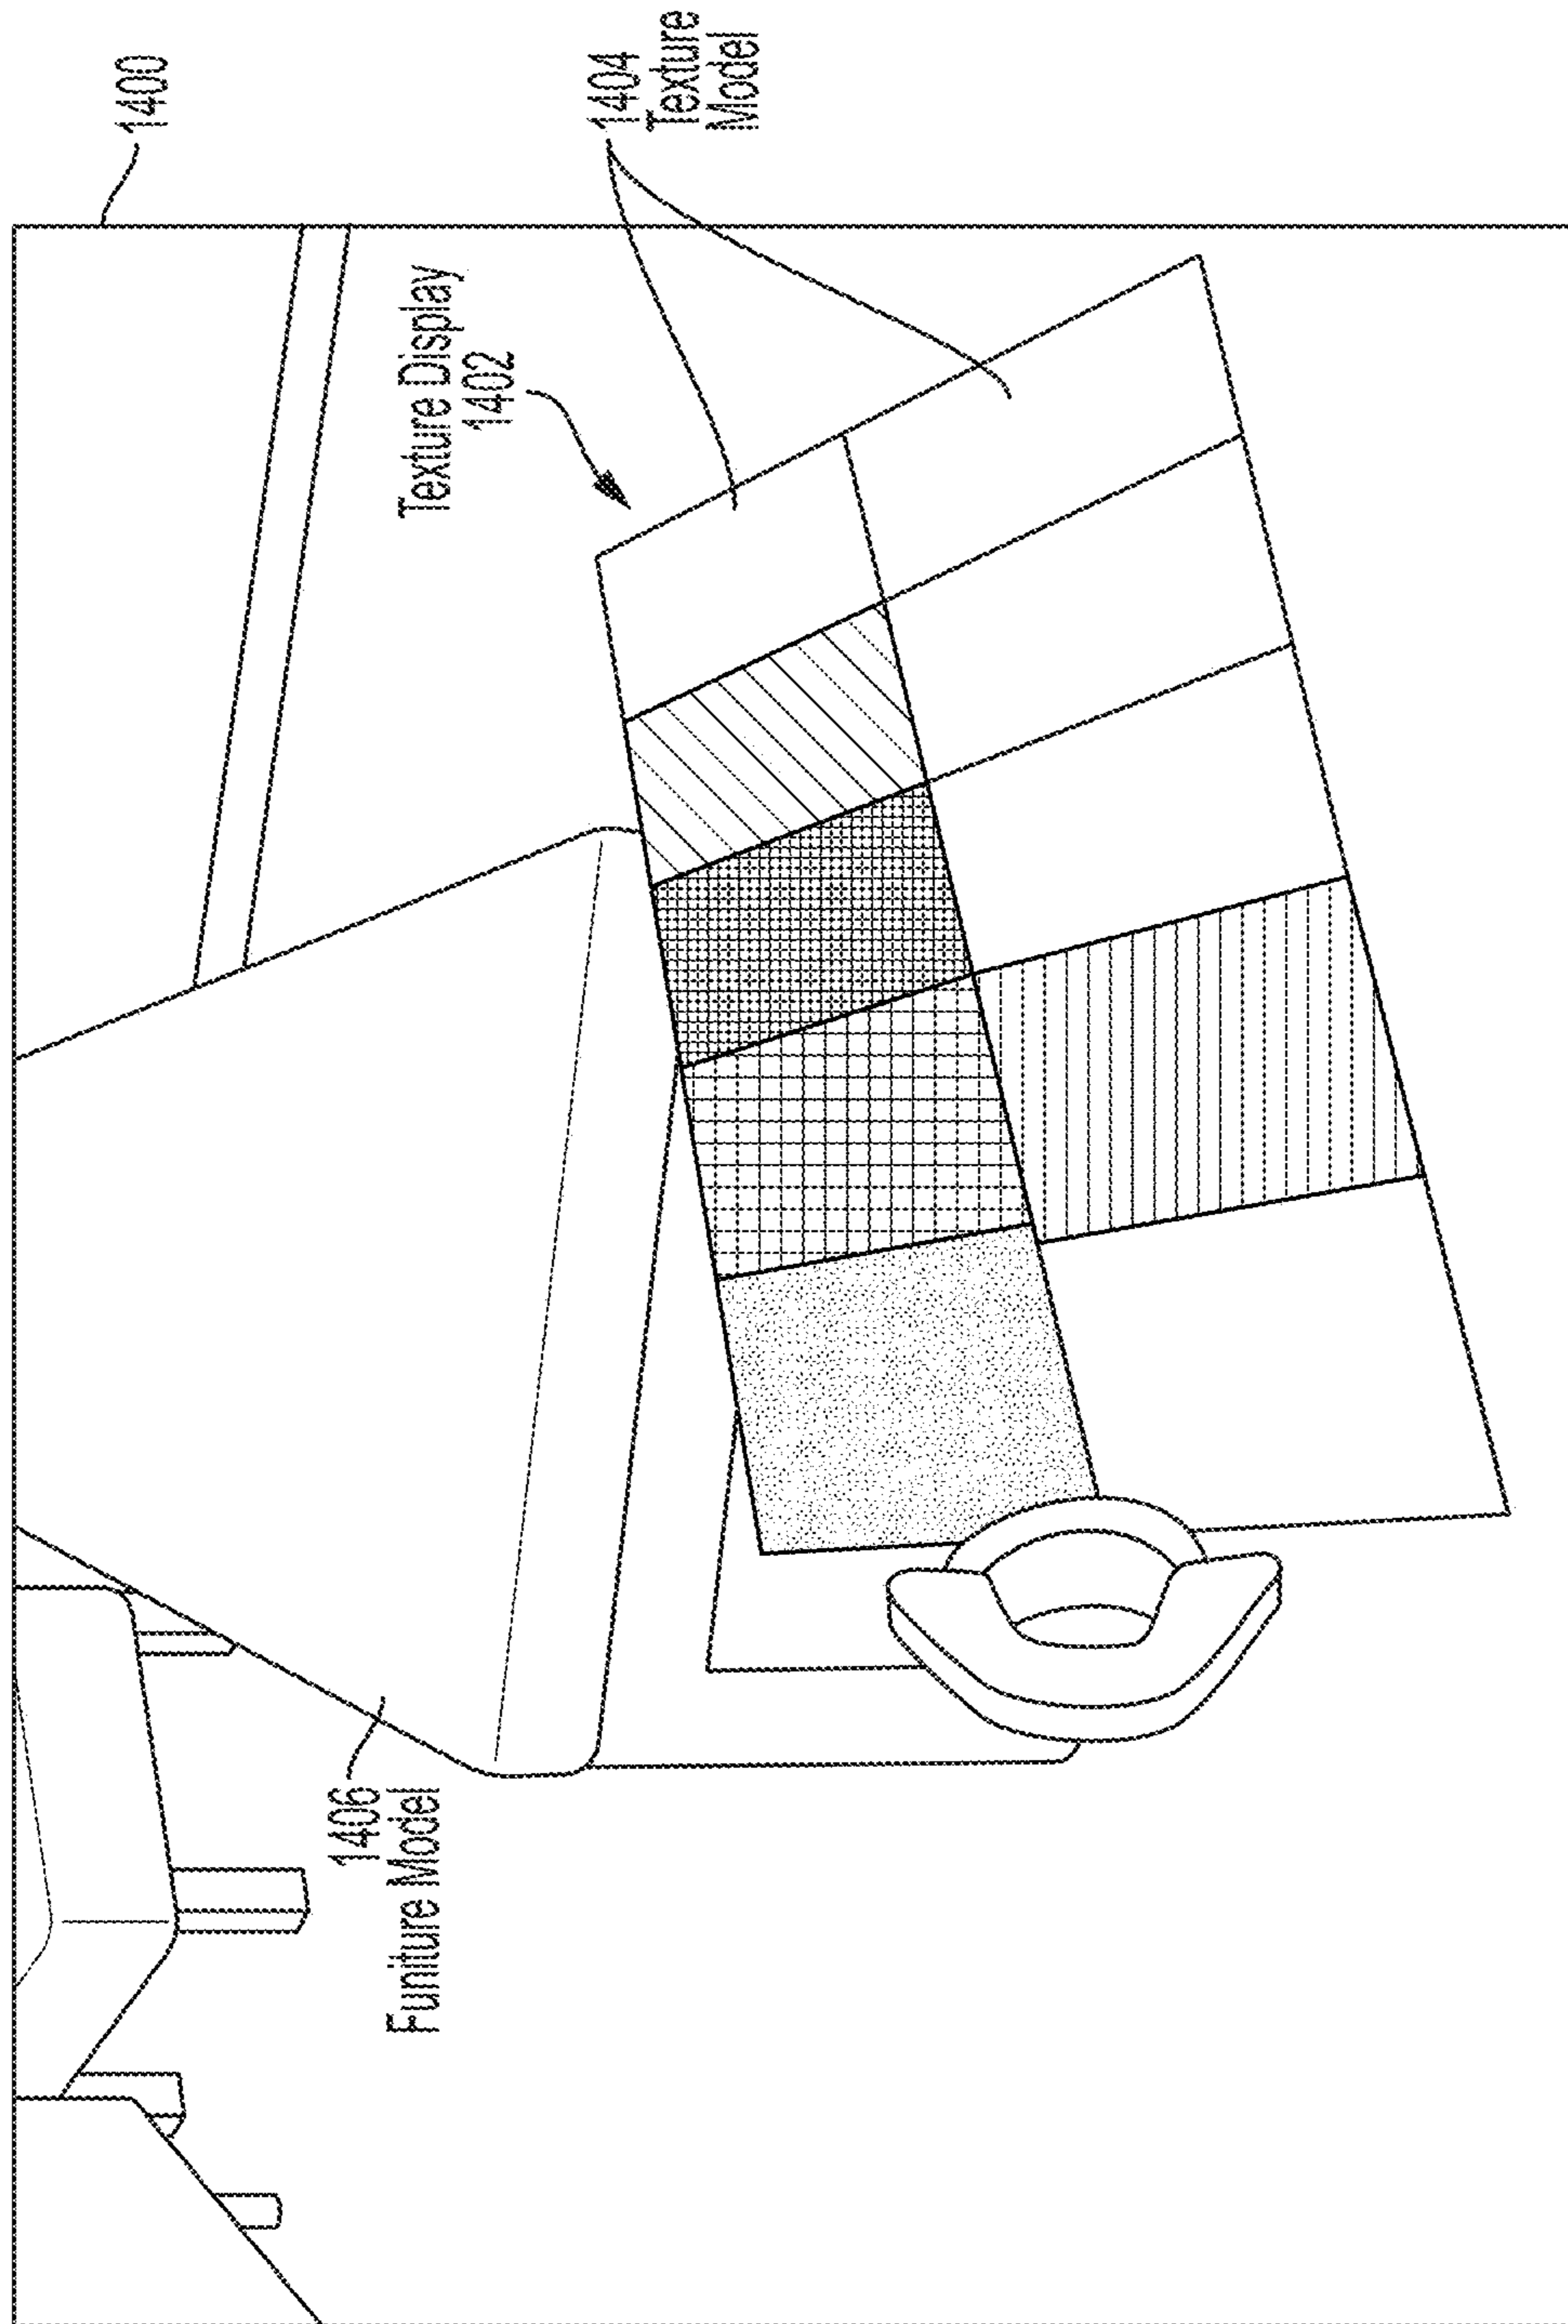 1400
1404
Texture
Model
Texture Display
1402
1406
Funiture Model